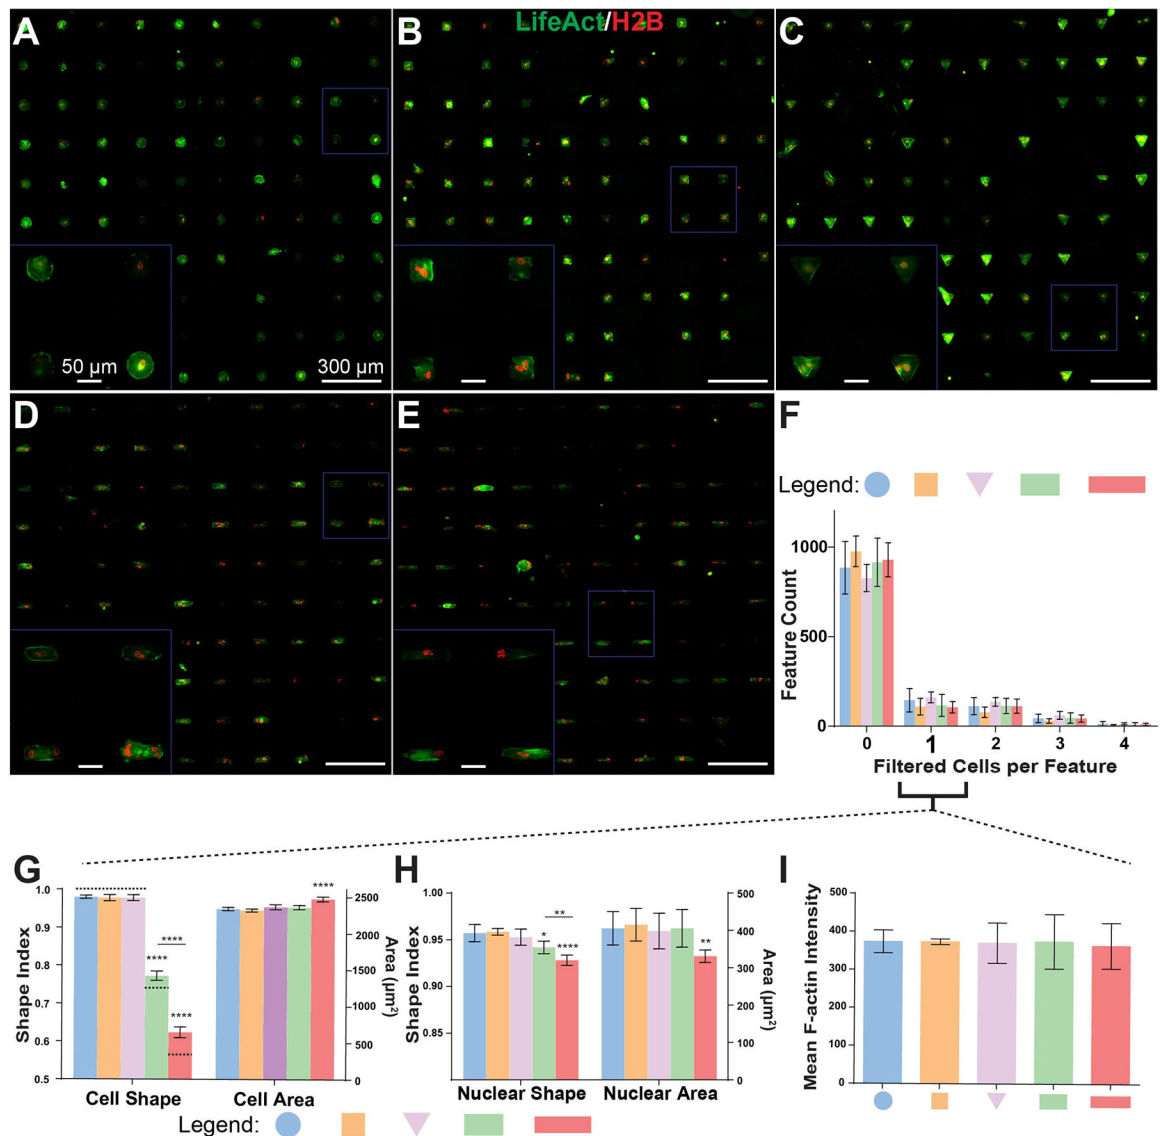 A
B
LifeAct/H2B
C
50 µm
300 µm
D
E
F
Legend:
1000
500
0
Feature Count
0 1 2 3 4
Filtered Cells per Feature
G
1.0
0.9
0.8
0.7
0.6
0.5
Shape Index
****
****
****
****
2500
2000
1500
1000
500
0
Area (µm²)
Cell Shape
Cell Area
H
1.00
0.95
0.90
0.85
Shape Index
*
**
****
**
500
400
300
200
100
0
Area (µm²)
Nuclear Shape
Nuclear Area
I
500
400
300
200
100
0
Mean F-actin Intensity
Legend: